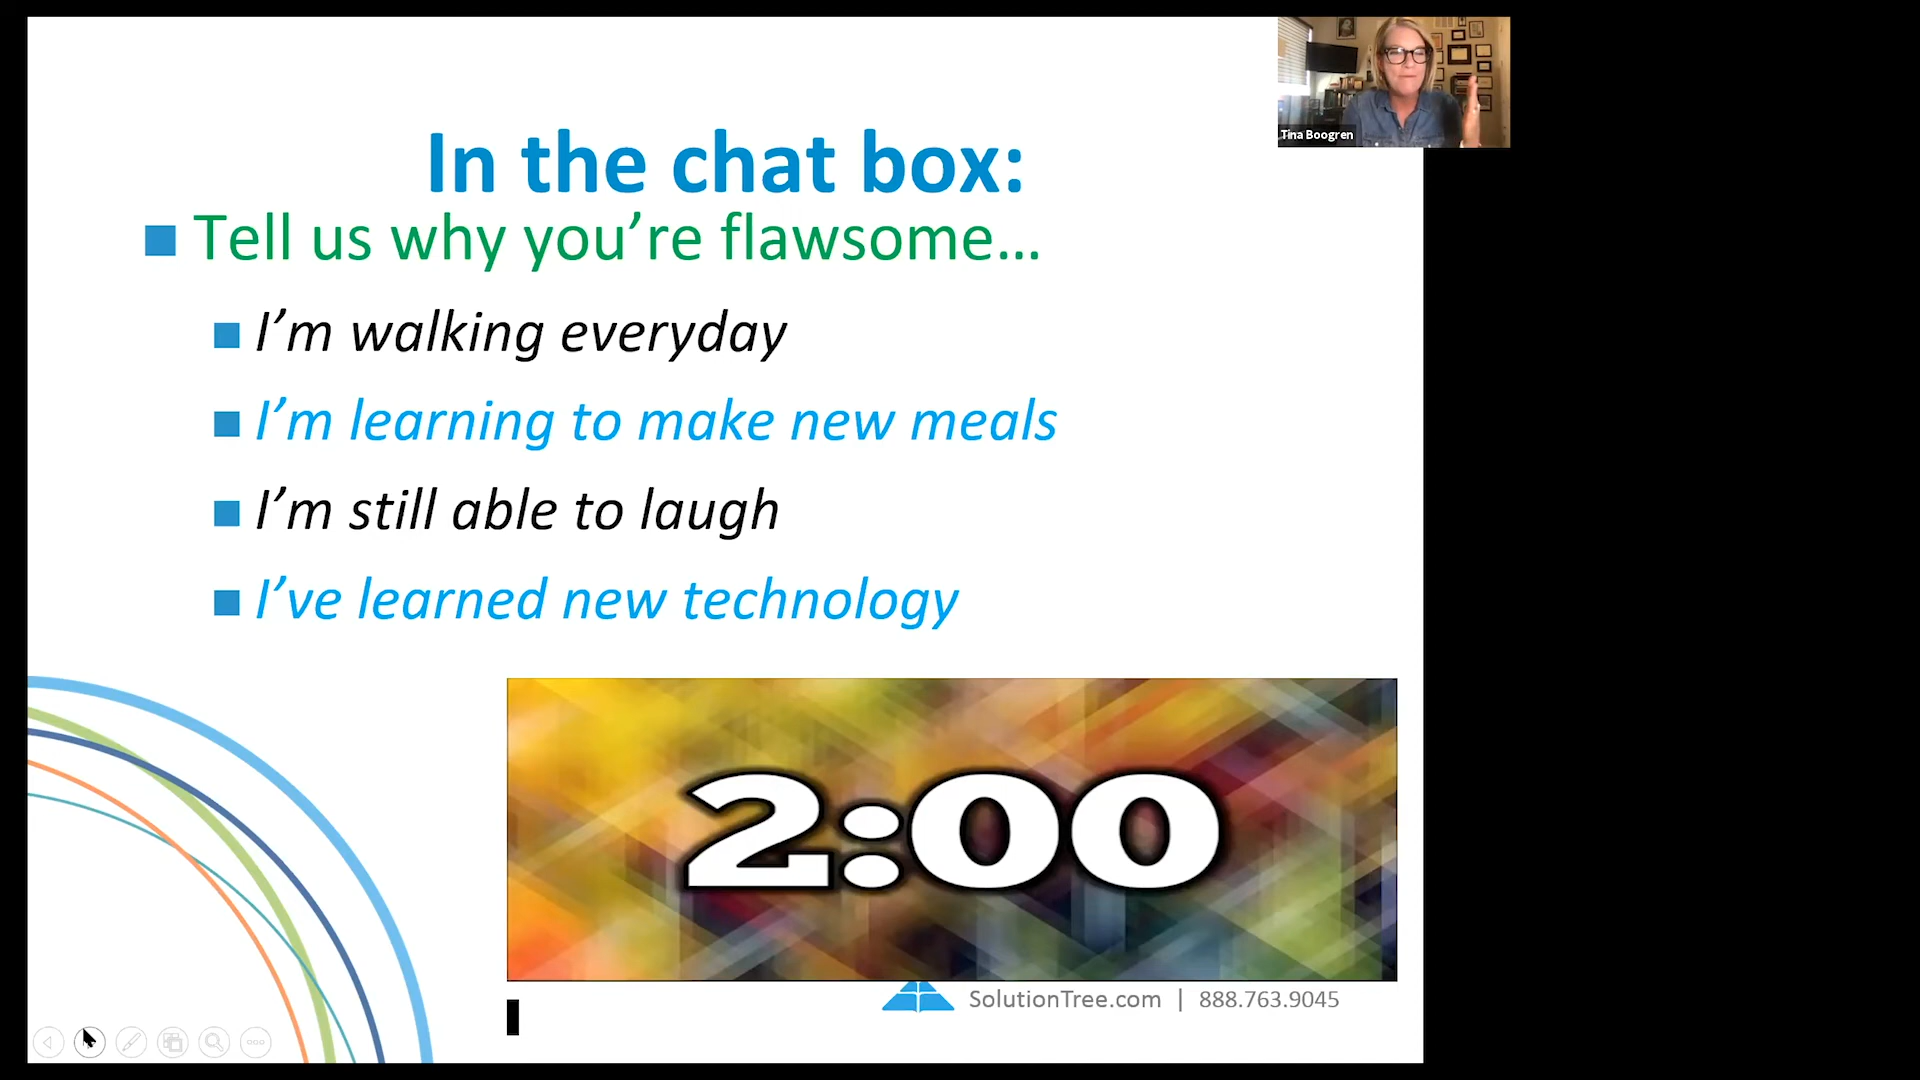 Tina Boogren
In the chat box:
Tell us why you’re flawsome…
I’m walking everyday
I’m learning to make new meals
I’m still able to laugh
I’ve learned new technology
2:00
SolutionTree.com | 888.763.9045